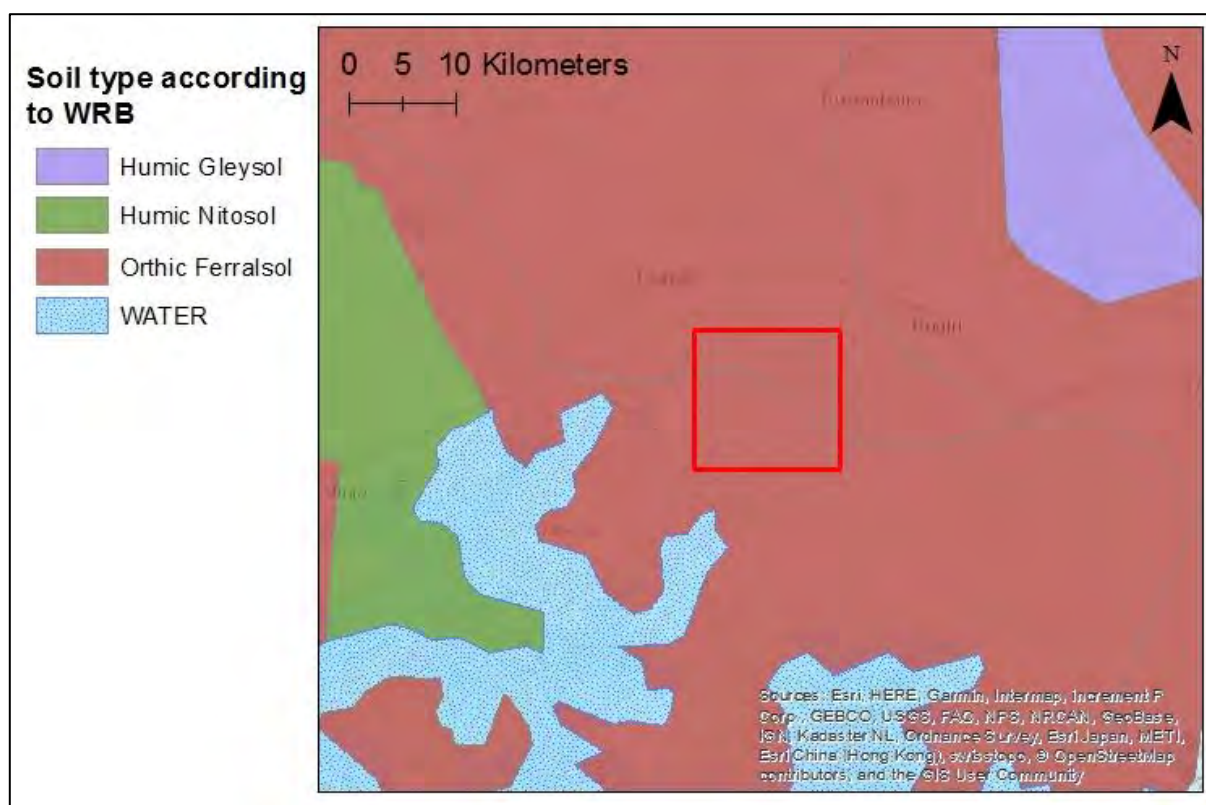 Soil type according
to WRB
Humic Gleysol
Humic Nitosol
Orthic Ferralsol
WATER
0 5 10 Kilometers
N
Sources: Esri, HERE, Garmin, Intermap, increment P
Corp., GEBCO, USGS, FAO, NPS, NRCAN, GeoBase,
IGN, Kadaster NL, Ordnance Survey, Esri Japan, METI,
Esri China (Hong Kong), swisstopo, © OpenStreetMap
contributors, and the GIS User Community